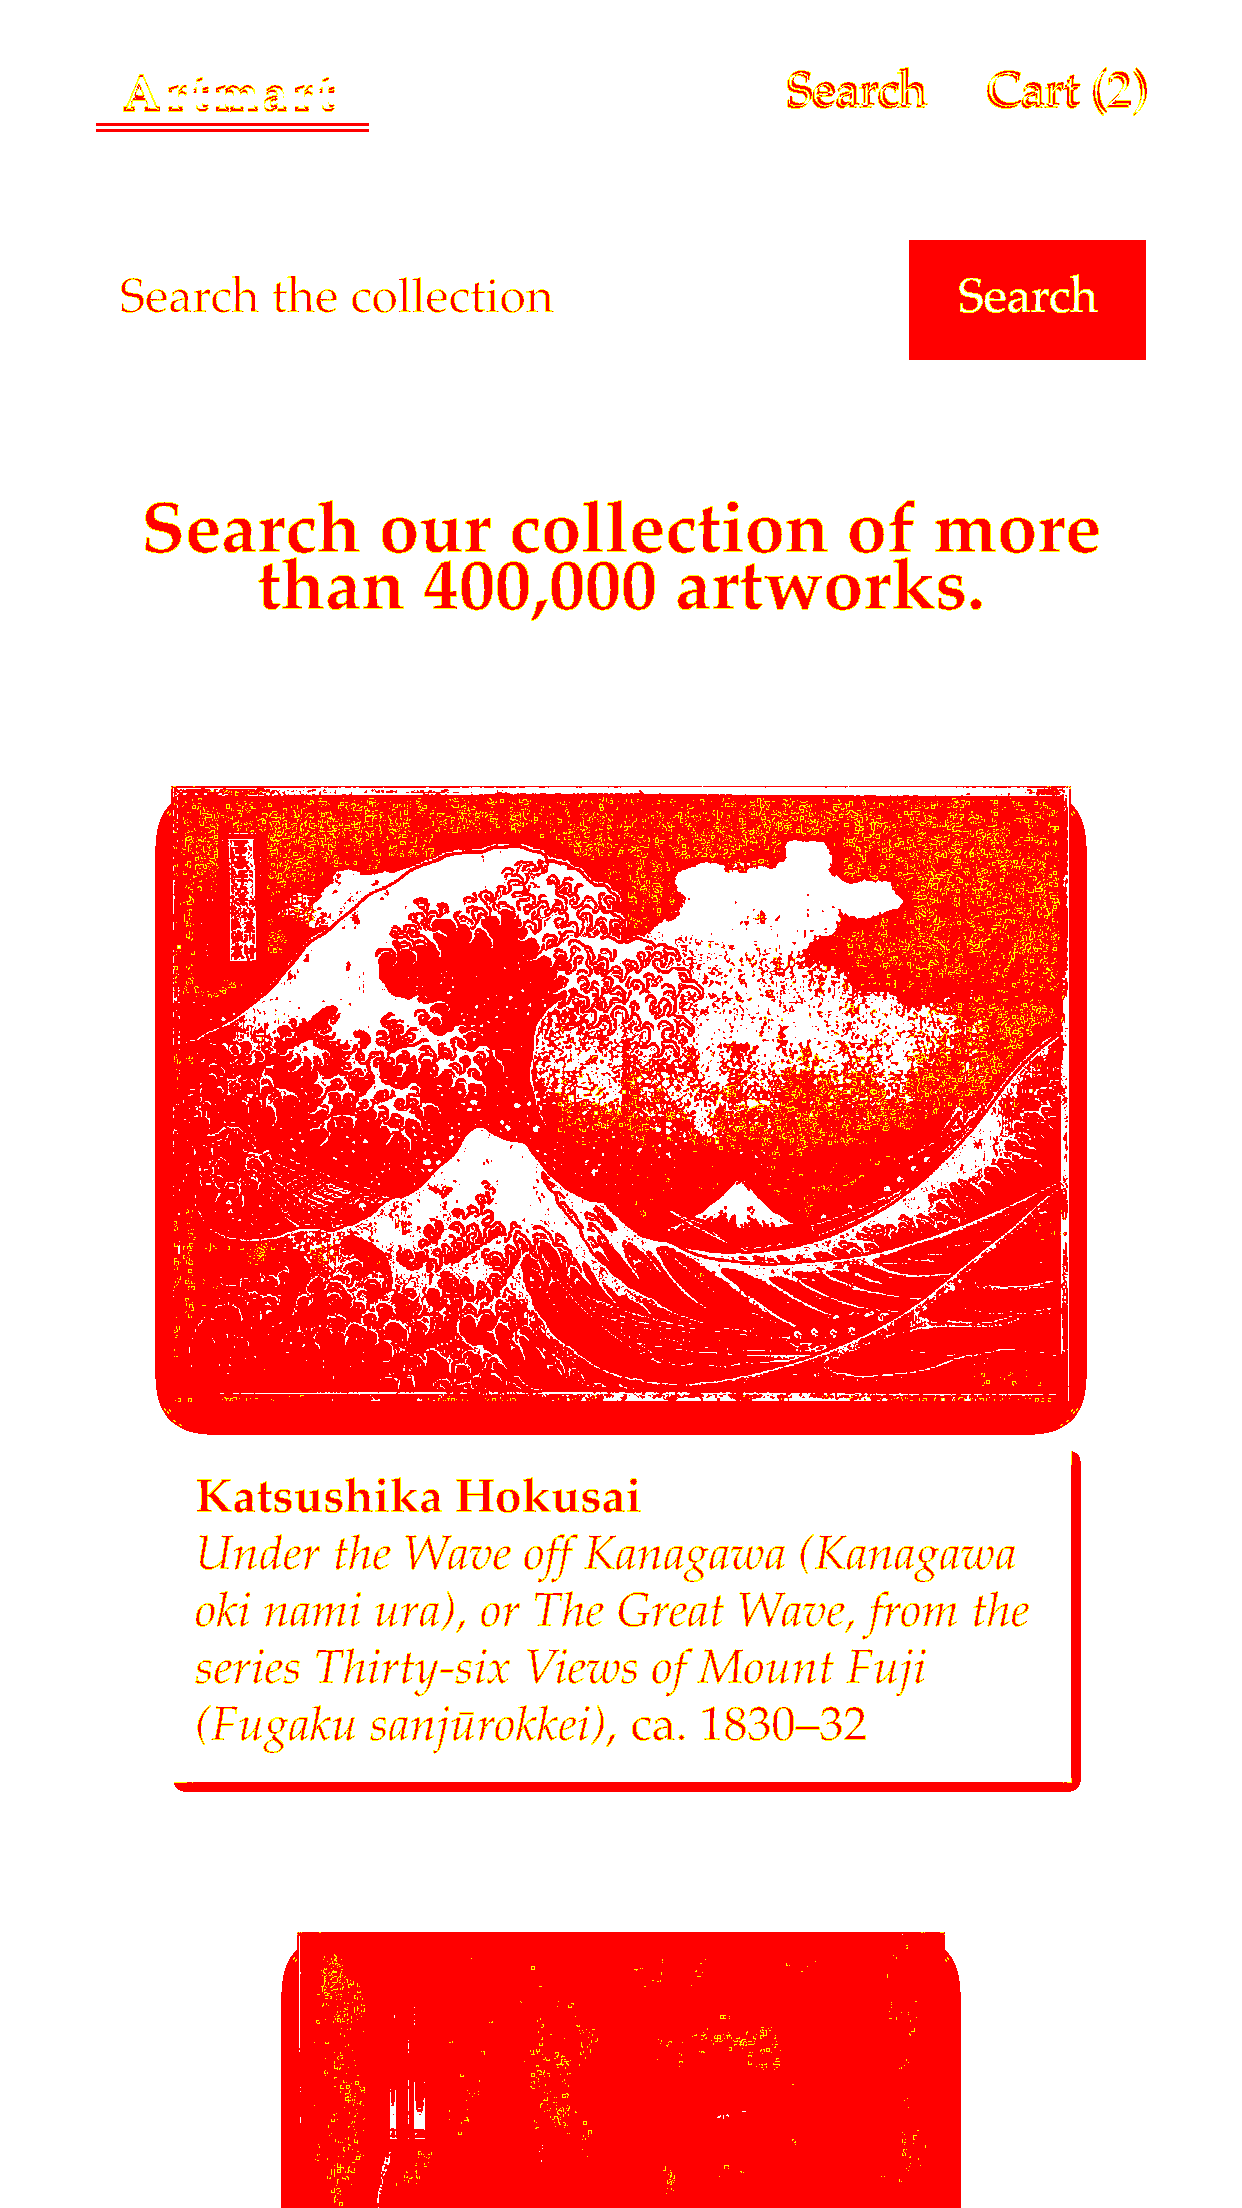 Artmart
Search Cart (2)
Search the collection
Search
Search our collection of more
than 400,000 artworks.
Katsushika Hokusai
Under the Wave off Kanagawa (Kanagawa
oki nami ura), or The Great Wave, from the
series Thirty-six Views of Mount Fuji
(Fugaku sanjūrokkei), ca. 1830–32